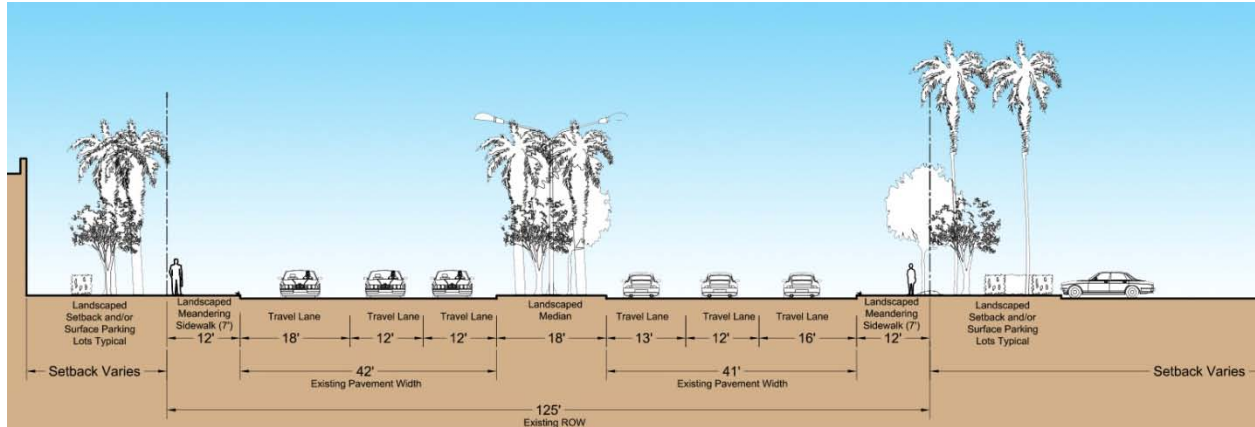 Landscaped
Setback and/or
Surface Parking
Lots Typical
Landscaped
Meandering
Sidewalk (7')
Travel Lane
Travel Lane
Travel Lane
Landscaped
Median
Travel Lane
Travel Lane
Travel Lane
Landscaped
Meandering
Sidewalk (7')
Landscaped
Setback and/or
Surface Parking
Lots Typical
12'
18'
12'
12'
18'
13'
12'
16'
12'
Setback Varies
42'
Existing Pavement Width
41'
Existing Pavement Width
Setback Varies
125'
Existing ROW